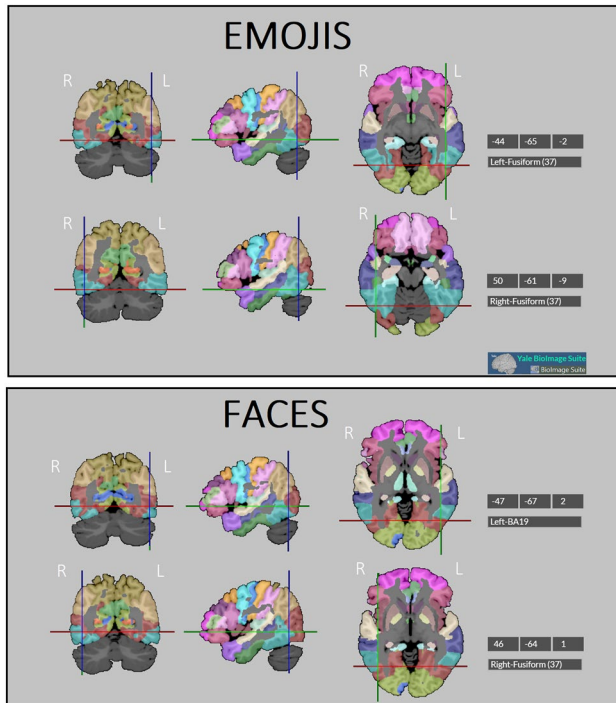 EMOJIS
R L
R L
-44 -65 -2
Left-Fusiform (37)
R L
R L
50 -61 -9
Right-Fusiform (37)
Yale BioImage Suite
BioImage Suite
FACES
R L
R L
-47 -67 2
Left-BA19
R L
R L
46 -64 1
Right-Fusiform (37)